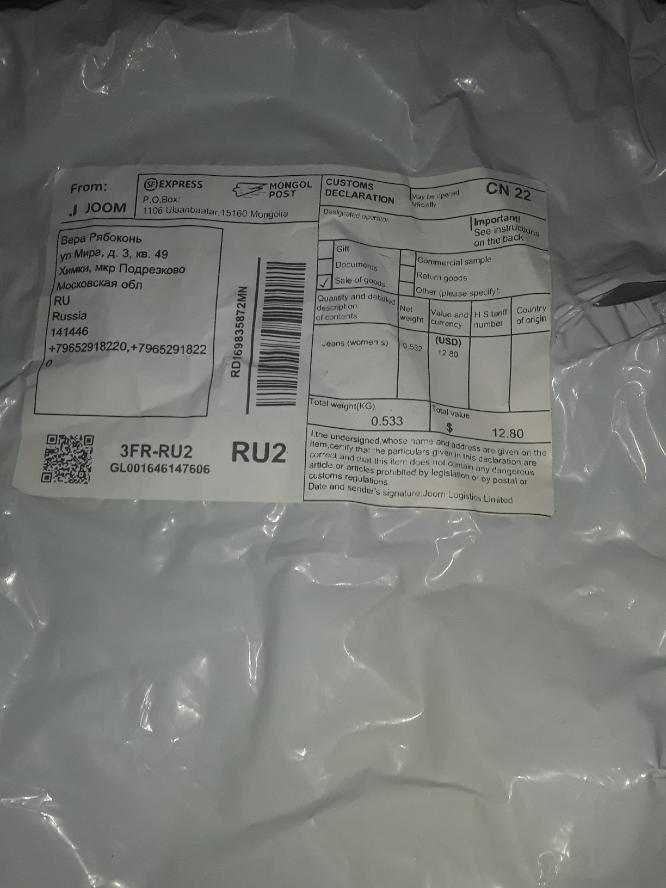 From:
JOOM
SF EXPRESS
P.O.Box:
1106 Ulaanbaatar,15160 Mongolia
MONGOL
POST
CUSTOMS
DECLARATION
May be opened
officially
CN 22
Designated operator
Important!
See instructions
on the back
Вера Рябоконь
ул Мира, д. 3, кв. 49
Химки, мкр Подрезково
Московская обл
RU
Russia
141446
+79652918220,+7965291822
0
RD169835872MN
Gift
Documents
Sale of goods
Commercial sample
Return goods
Other (please specify):
Quantity and detailed
description
of contents
Net
weight
Value and
currency
H S tariff
number
Country
of origin
Jeans (women s)
0.532
(USD)
12.80
Total weight(KG)
0.533
Total value
$ 12.80
3FR-RU2
GL001646147606
RU2
I,the undersigned,whose name and address are given on the
item,cerify that the particulars given in this declaration are
correct and that this item does not contain any dangerous
article or articles prohibited by legislation or by postal or
customs regulations
Date and sender's signature:Joom Logistics Limited